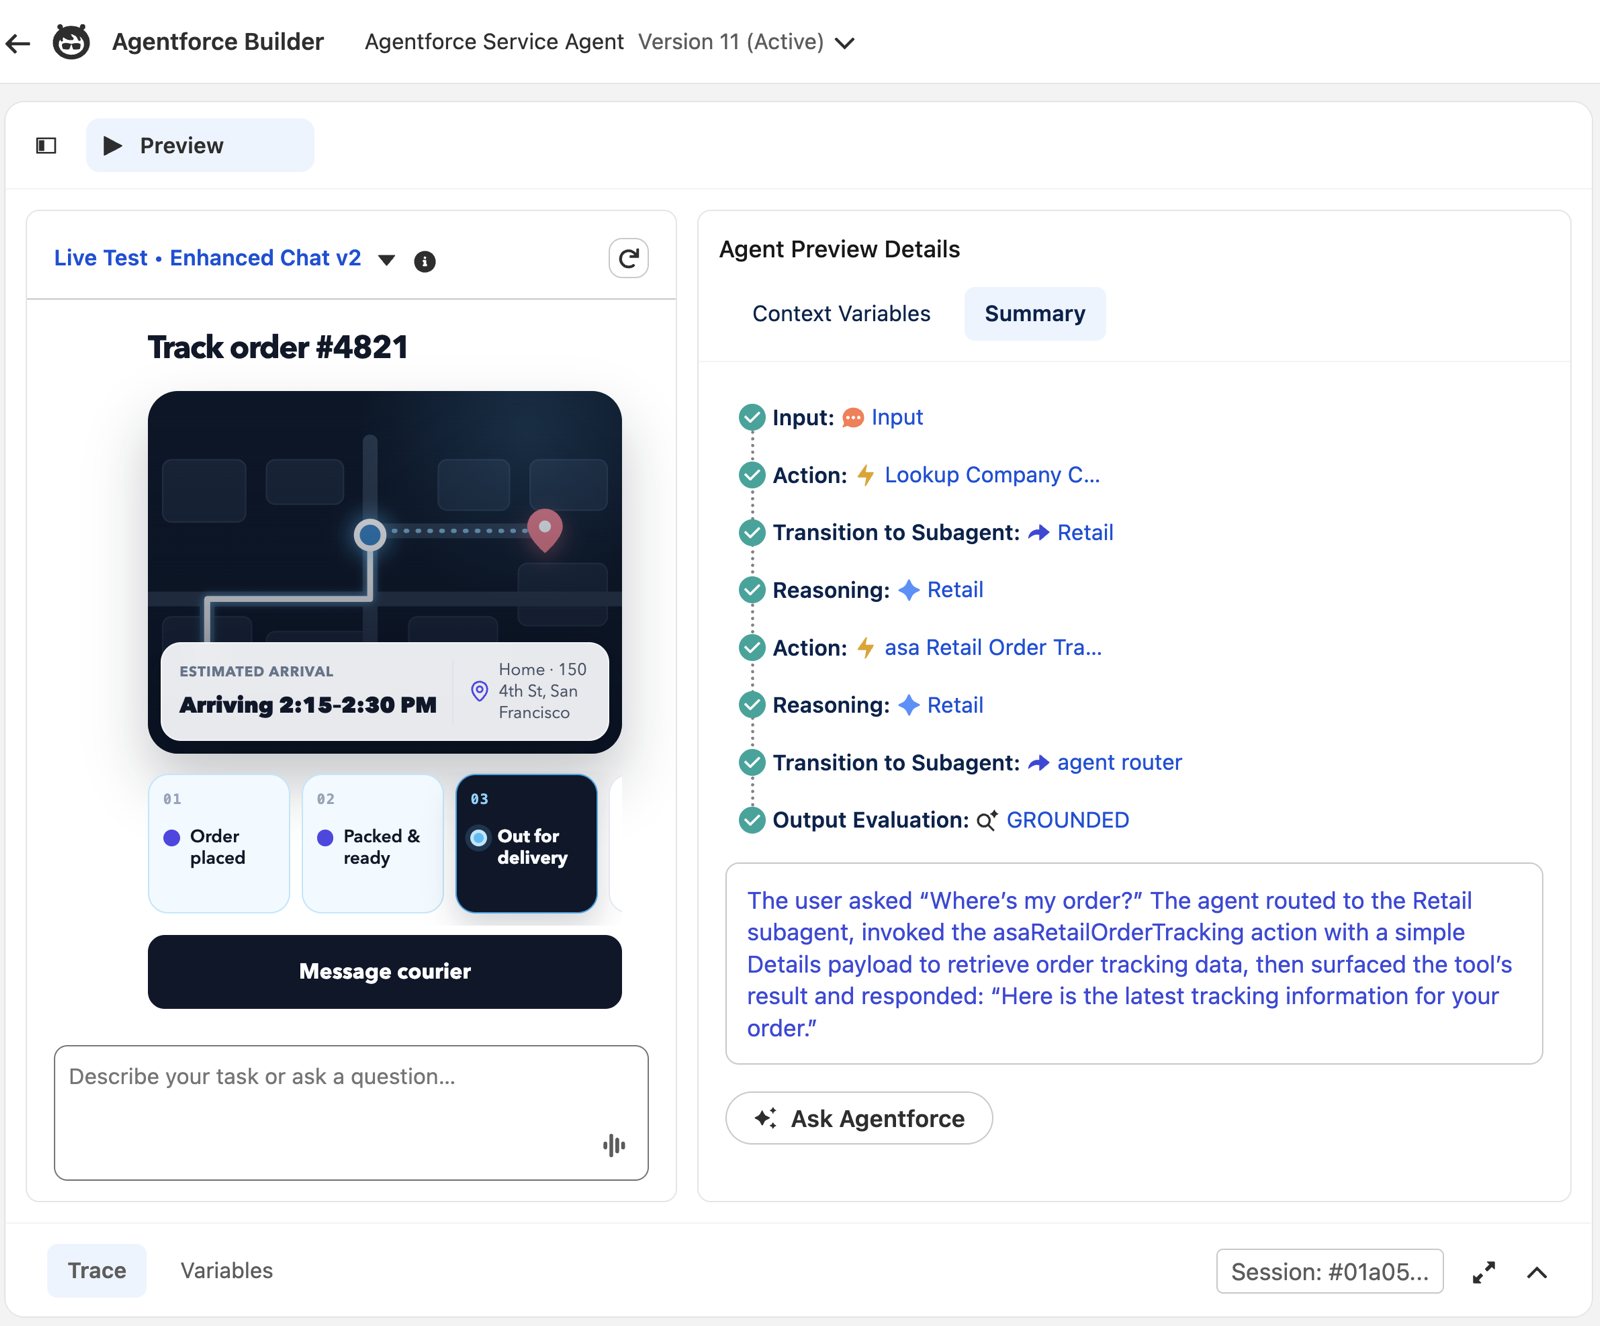 Agentforce Builder
Agentforce Service Agent Version 11 (Active)
Preview
Live Test • Enhanced Chat v2
Track order #4821
ESTIMATED ARRIVAL
Arriving 2:15–2:30 PM
Home · 150
4th St, San
Francisco
01
Order
placed
02
Packed &
ready
03
Out for
delivery
Message courier
Describe your task or ask a question...
Agent Preview Details
Context Variables
Summary
Input: Input
Action: Lookup Company C...
Transition to Subagent: Retail
Reasoning: Retail
Action: asa Retail Order Tra...
Reasoning: Retail
Transition to Subagent: agent router
Output Evaluation: GROUNDED
The user asked “Where’s my order?” The agent routed to the Retail
subagent, invoked the asaRetailOrderTracking action with a simple
Details payload to retrieve order tracking data, then surfaced the tool’s
result and responded: “Here is the latest tracking information for your
order.”
Ask Agentforce
Trace
Variables
Session: #01a05...